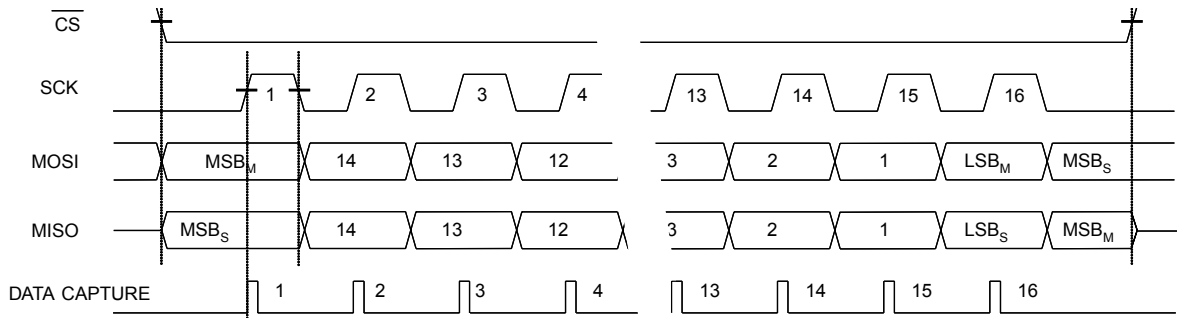 CS
SCK 1 2 3 4 13 14 15 16
MOSI MSB_M 14 13 12 3 2 1 LSB_M MSB_S
MISO MSB_S 14 13 12 3 2 1 LSB_S MSB_M
DATA CAPTURE 1 2 3 4 13 14 15 16